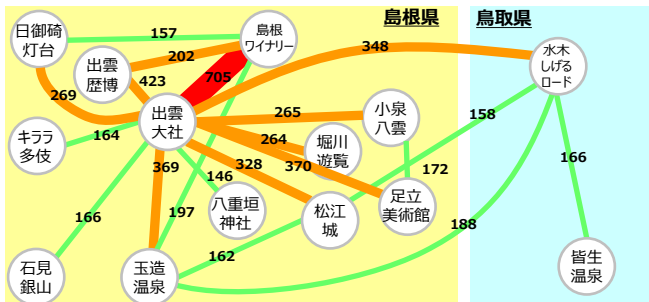 島根県
鳥取県
日御碕
灯台
157
島根
ワイナリー
348
水木
しげる
ロード
202
出雲
歴博
423
705
269
出雲
大社
265
小泉
八雲
158
キララ
多伎
164
264
堀川
遊覧
370
328
172
166
369
146
八重垣
神社
松江
城
足立
美術館
166
197
188
162
石見
銀山
玉造
温泉
皆生
温泉